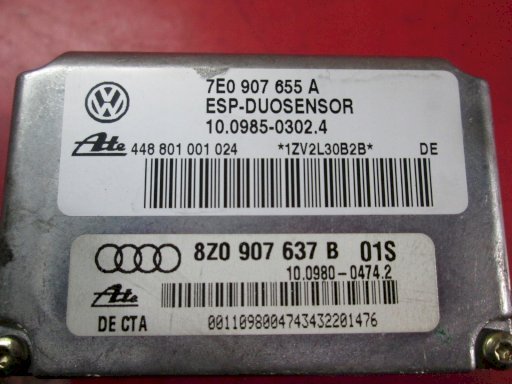 7E0 907 655 A
ESP-DUOSENSOR
10.0985-0302.4
Ate 448 801 001 024 *1ZV2L30B2B* DE
8Z0 907 637 B 01S
10.0980-0474.2
Ate
DE CTA 0011098004743432201476